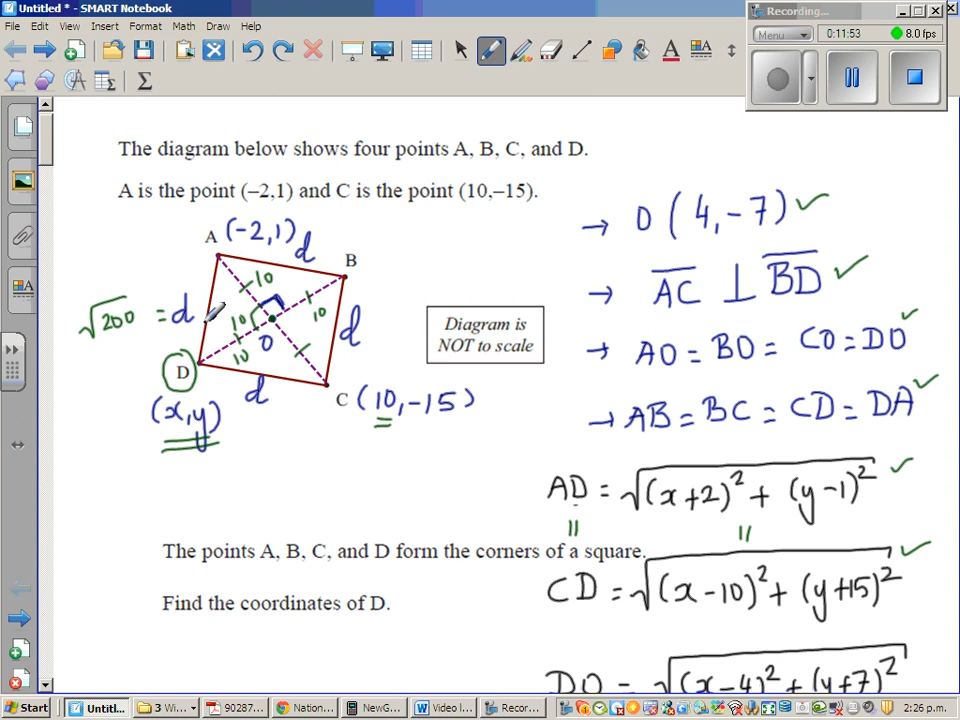 Untitled * - SMART Notebook
Recording...
File Edit View Insert Format Math Draw Help
Menu 0:11:53 8.0 fps
The diagram below shows four points A, B, C, and D.
A is the point (–2,1) and C is the point (10,–15).
→ O (4,-7) ✓
A (-2,1) d
B
→ AC ⊥ BD ✓
10
√200 = d
10 10
O d
10
Diagram is
NOT to scale
→ AO = BO = CO = DO ✓
D
d
(x,y)
C (10,-15)
→ AB = BC = CD = DA ✓
AD = √(x+2)² + (y-1)² ✓
The points A, B, C, and D form the corners of a square.
CD = √(x-10)² + (y+15)² ✓
Find the coordinates of D.
DO = √(x-4)² + (y+7)²
Start Untitl... 3 Wi... 90287... Nation... NewG... Video l... Recor... 2:26 p.m.